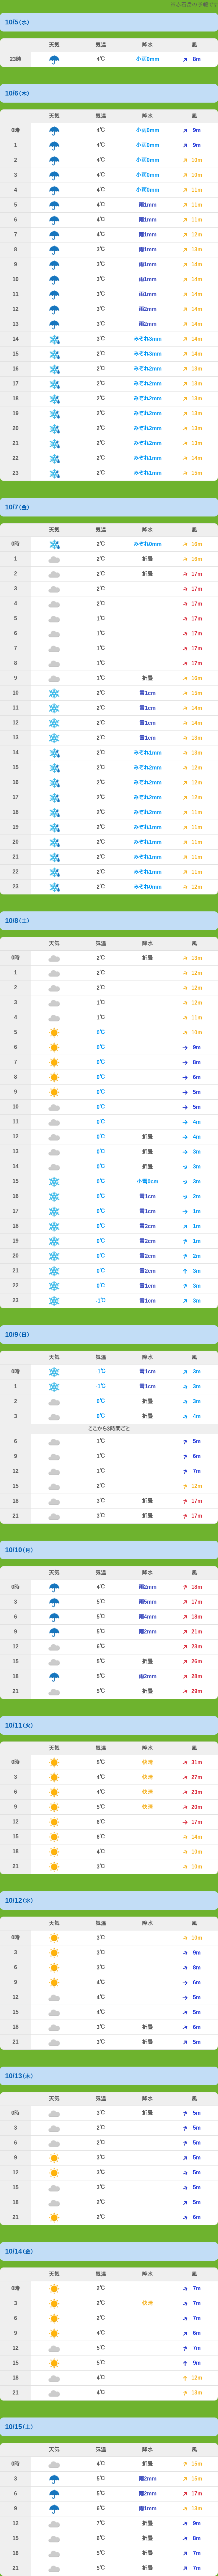 ※表示温の予報です
10/5（水）
天気 気温 降水 風
23時 4℃ 小雨0mm 8m
10/6（木）
天気 気温 降水 風
0時 4℃ 小雨0mm 9m
1 4℃ 小雨0mm 9m
2 4℃ 小雨0mm 10m
3 4℃ 小雨0mm 10m
4 4℃ 小雨0mm 11m
5 4℃ 雨1mm 11m
6 4℃ 雨1mm 11m
7 4℃ 雨1mm 12m
8 3℃ 雨1mm 13m
9 3℃ 雨1mm 14m
10 3℃ 雨1mm 14m
11 3℃ 雨1mm 14m
12 3℃ 雨2mm 14m
13 3℃ 雨2mm 14m
14 3℃ みぞれ3mm 14m
15 2℃ みぞれ3mm 14m
16 2℃ みぞれ2mm 13m
17 2℃ みぞれ2mm 13m
18 2℃ みぞれ2mm 13m
19 2℃ みぞれ2mm 13m
20 2℃ みぞれ2mm 13m
21 2℃ みぞれ2mm 13m
22 2℃ みぞれ1mm 14m
23 2℃ みぞれ1mm 15m
10/7（金）
天気 気温 降水 風
0時 2℃ みぞれ0mm 16m
1 2℃ 折曇 16m
2 2℃ 折曇 17m
3 2℃ 17m
4 2℃ 17m
5 1℃ 17m
6 1℃ 17m
7 1℃ 17m
8 1℃ 17m
9 1℃ 折曇 16m
10 2℃ 雪1cm 15m
11 2℃ 雪1cm 14m
12 2℃ 雪1cm 14m
13 2℃ 雪1cm 13m
14 2℃ みぞれ1mm 13m
15 2℃ みぞれ2mm 12m
16 2℃ みぞれ2mm 12m
17 2℃ みぞれ2mm 12m
18 2℃ みぞれ2mm 11m
19 2℃ みぞれ1mm 11m
20 2℃ みぞれ1mm 11m
21 2℃ みぞれ1mm 11m
22 2℃ みぞれ1mm 11m
23 2℃ みぞれ0mm 12m
10/8（土）
天気 気温 降水 風
0時 2℃ 折曇 13m
1 2℃ 12m
2 2℃ 12m
3 1℃ 12m
4 1℃ 11m
5 0℃ 10m
6 0℃ 9m
7 0℃ 8m
8 0℃ 6m
9 0℃ 5m
10 0℃ 5m
11 0℃ 4m
12 0℃ 折曇 4m
13 0℃ 折曇 3m
14 0℃ 折曇 3m
15 0℃ 小雪0cm 3m
16 0℃ 雪1cm 2m
17 0℃ 雪1cm 1m
18 0℃ 雪2cm 1m
19 0℃ 雪2cm 1m
20 0℃ 雪2cm 2m
21 0℃ 雪2cm 3m
22 0℃ 雪1cm 3m
23 -1℃ 雪1cm 3m
10/9（日）
天気 気温 降水 風
0時 -1℃ 雪1cm 3m
1 -1℃ 雪1cm 3m
2 0℃ 折曇 3m
3 0℃ 折曇 4m
ここから3時間ごと
6 1℃ 5m
9 1℃ 6m
12 1℃ 7m
15 2℃ 12m
18 3℃ 折曇 17m
21 3℃ 折曇 17m
10/10（月）
天気 気温 降水 風
0時 4℃ 雨2mm 18m
3 5℃ 雨5mm 17m
6 4℃ 雨4mm 18m
9 5℃ 雨2mm 21m
12 6℃ 23m
15 5℃ 折曇 26m
18 5℃ 雨2mm 28m
21 5℃ 折曇 29m
10/11（火）
天気 気温 降水 風
0時 5℃ 快晴 31m
3 4℃ 快晴 27m
6 4℃ 快晴 23m
9 5℃ 快晴 20m
12 6℃ 17m
15 6℃ 14m
18 4℃ 10m
21 3℃ 10m
10/12（水）
天気 気温 降水 風
0時 3℃ 10m
3 3℃ 9m
6 3℃ 8m
9 4℃ 6m
12 4℃ 5m
15 4℃ 5m
18 3℃ 折曇 6m
21 3℃ 折曇 5m
10/13（木）
天気 気温 降水 風
0時 3℃ 折曇 5m
3 2℃ 5m
6 2℃ 5m
9 3℃ 5m
12 3℃ 5m
15 3℃ 5m
18 2℃ 5m
21 2℃ 6m
10/14（金）
天気 気温 降水 風
0時 2℃ 7m
3 2℃ 快晴 7m
6 2℃ 7m
9 4℃ 6m
12 5℃ 7m
15 5℃ 9m
18 4℃ 12m
21 4℃ 13m
10/15（土）
天気 気温 降水 風
0時 4℃ 折曇 15m
3 5℃ 雨2mm 15m
6 5℃ 雨2mm 17m
9 6℃ 雨1mm 13m
12 7℃ 折曇 9m
15 6℃ 折曇 8m
18 5℃ 折曇 7m
21 5℃ 折曇 7m